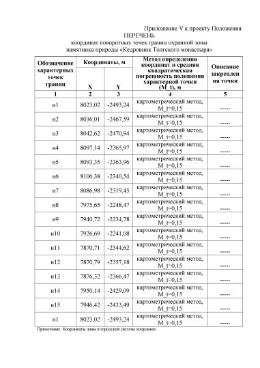 Приложение V к проекту Положения
ПЕРЕЧЕНЬ
координат поворотных точек границ охранной зоны
памятника природы «Кедровник Толгского монастыря»
Обозначение характерных точек границ
Координаты, м
X
Y
Метод определения координат и средняя квадратическая погрешность положения характерной точки (M_t), м
Описание закрепления точки
1 2 3 4 5
н1 8023,02 -2493,24 картометрический метод, M_t=0,15 -----
н2 8036,01 -2467,59 картометрический метод, M_t=0,15 -----
н3 8042,62 -2470,94 картометрический метод, M_t=0,15 -----
н4 8097,14 -2365,97 картометрический метод, M_t=0,15 -----
н5 8093,35 -2363,96 картометрический метод, M_t=0,15 -----
н6 8106,38 -2340,54 картометрический метод, M_t=0,15 -----
н7 8086,98 -2319,45 картометрический метод, M_t=0,15 -----
н8 7975,65 -2248,47 картометрический метод, M_t=0,15 -----
н9 7940,72 -2234,78 картометрический метод, M_t=0,15 -----
н10 7926,69 -2241,08 картометрический метод, M_t=0,15 -----
н11 7870,71 -2344,62 картометрический метод, M_t=0,15 -----
н12 7870,79 -2357,18 картометрический метод, M_t=0,15 -----
н13 7876,32 -2366,47 картометрический метод, M_t=0,15 -----
н14 7950,14 -2429,09 картометрический метод, M_t=0,15 -----
н15 7946,42 -2433,49 картометрический метод, M_t=0,15 -----
н1 8023,02 -2493,24 картометрический метод, M_t=0,15 -----
Примечание: Координаты даны в городской системе координат.